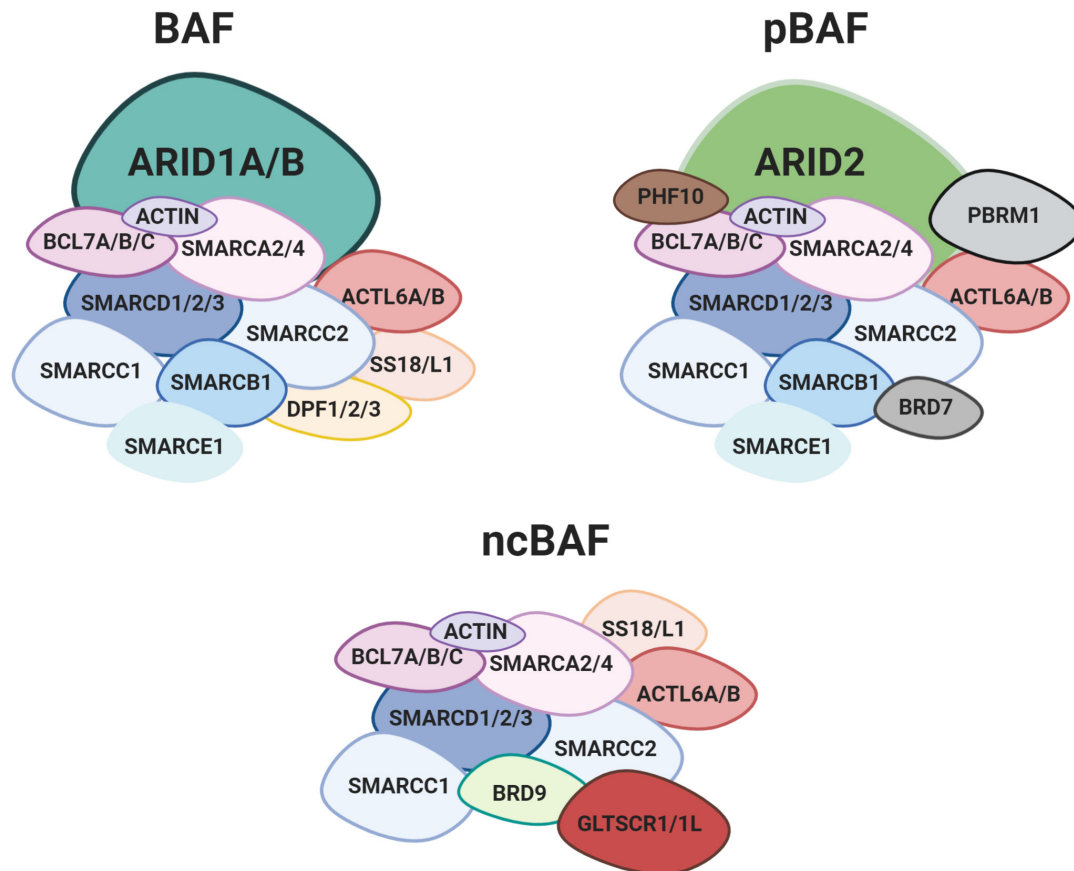 BAF
ARID1A/B
ACTIN
BCL7A/B/C
SMARCA2/4
SMARCD1/2/3
ACTL6A/B
SMARCC2
SMARCC1
SMARCB1
SS18/L1
DPF1/2/3
SMARCE1
pBAF
ARID2
PHF10
PBRM1
ACTIN
BCL7A/B/C
SMARCA2/4
SMARCD1/2/3
ACTL6A/B
SMARCC2
SMARCC1
SMARCB1
BRD7
SMARCE1
ncBAF
ACTIN
SS18/L1
BCL7A/B/C
SMARCA2/4
ACTL6A/B
SMARCD1/2/3
SMARCC2
SMARCC1
BRD9
GLTSCR1/1L